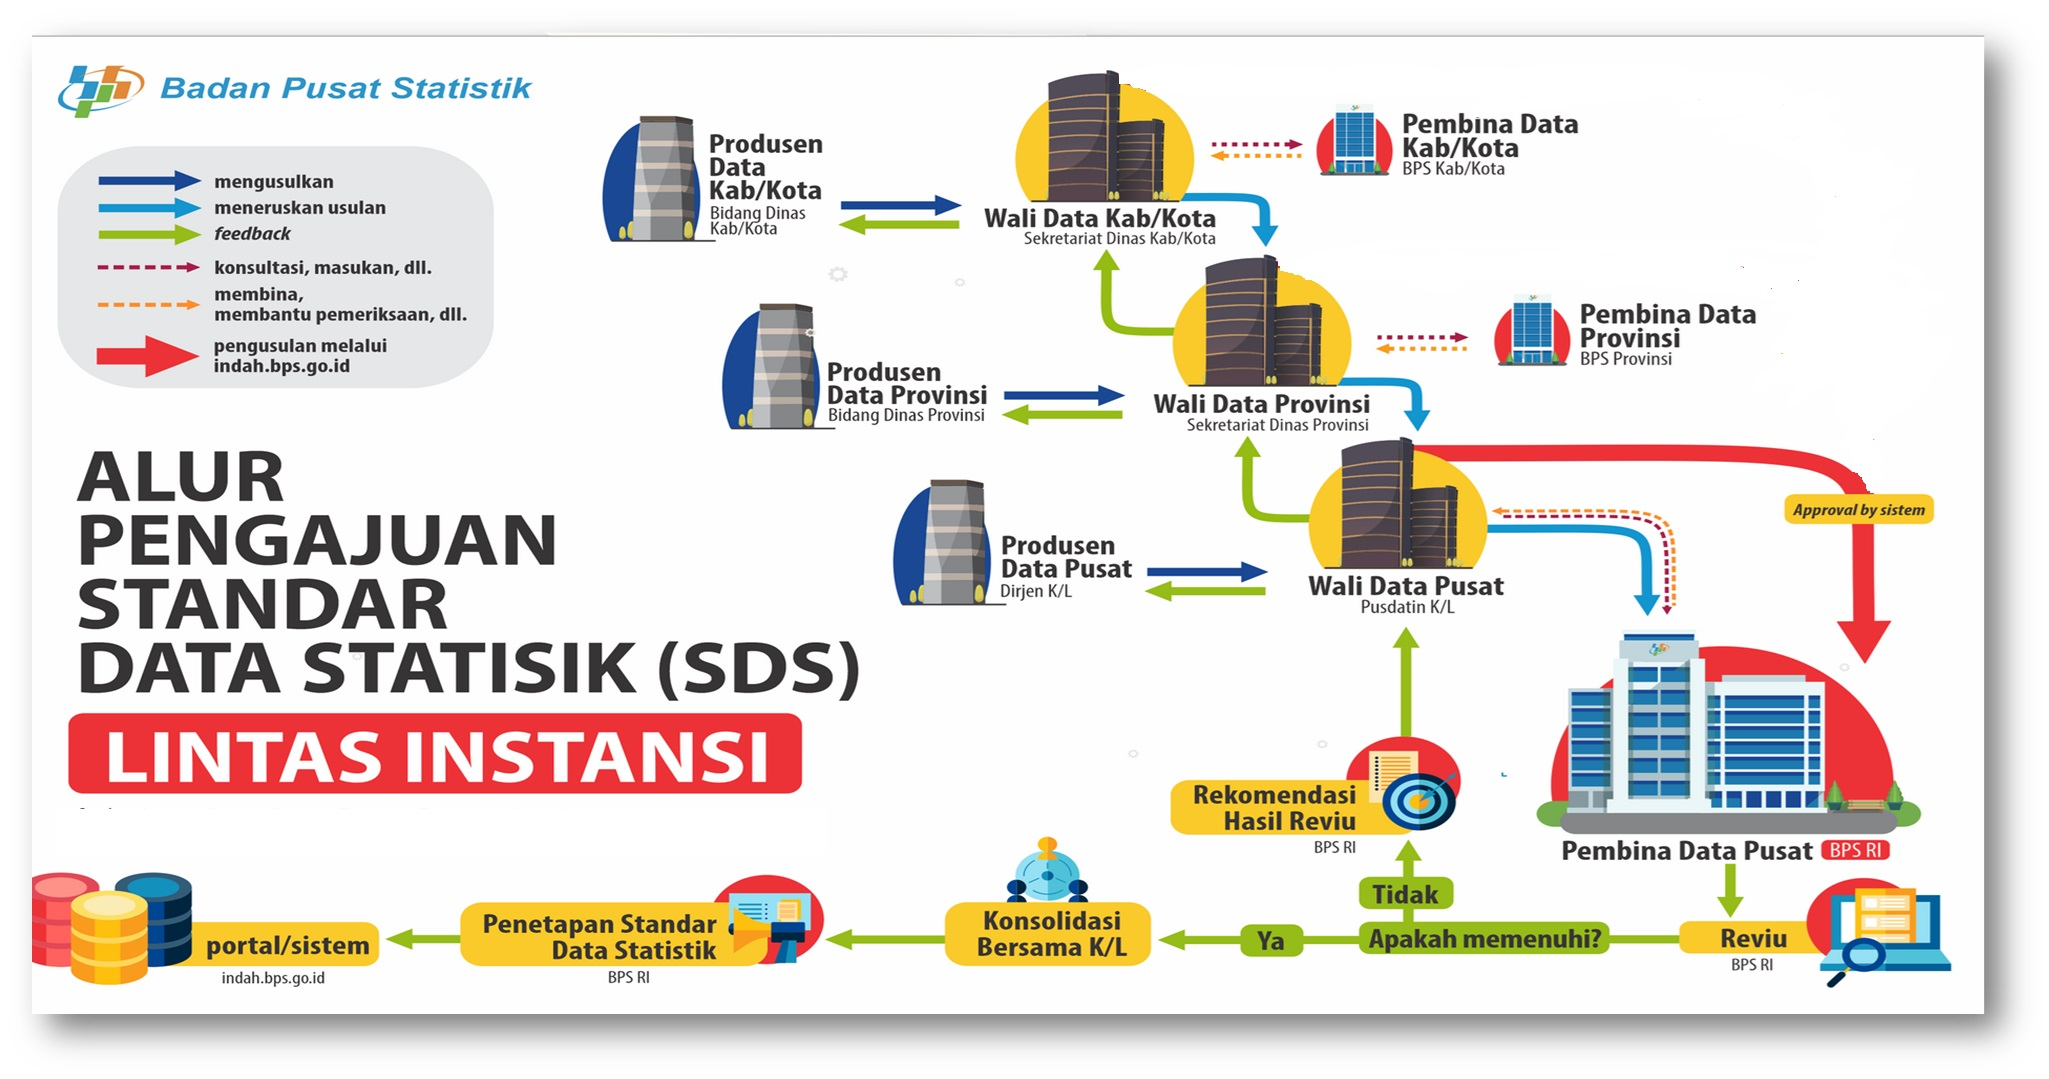 Badan Pusat Statistik
mengusulkan
meneruskan usulan
feedback
konsultasi, masukan, dll.
membina,
membantu pemeriksaan, dll.
pengusulan melalui
indah.bps.go.id
ALUR
PENGAJUAN
STANDAR
DATA STATISIK (SDS)
LINTAS INSTANSI
Produsen
Data
Kab/Kota
Bidang Dinas
Kab/Kota
Wali Data Kab/Kota
Sekretariat Dinas Kab/Kota
Pembina Data
Kab/Kota
BPS Kab/Kota
Produsen
Data Provinsi
Bidang Dinas Provinsi
Wali Data Provinsi
Sekretariat Dinas Provinsi
Pembina Data
Provinsi
BPS Provinsi
Produsen
Data Pusat
Dirjen K/L
Wali Data Pusat
Pusdatin K/L
Approval by sistem
Pembina Data Pusat BPS RI
Rekomendasi
Hasil Reviu
BPS RI
Tidak
Reviu
BPS RI
Apakah memenuhi?
Ya
Konsolidasi
Bersama K/L
Penetapan Standar
Data Statistik
BPS RI
portal/sistem
indah.bps.go.id